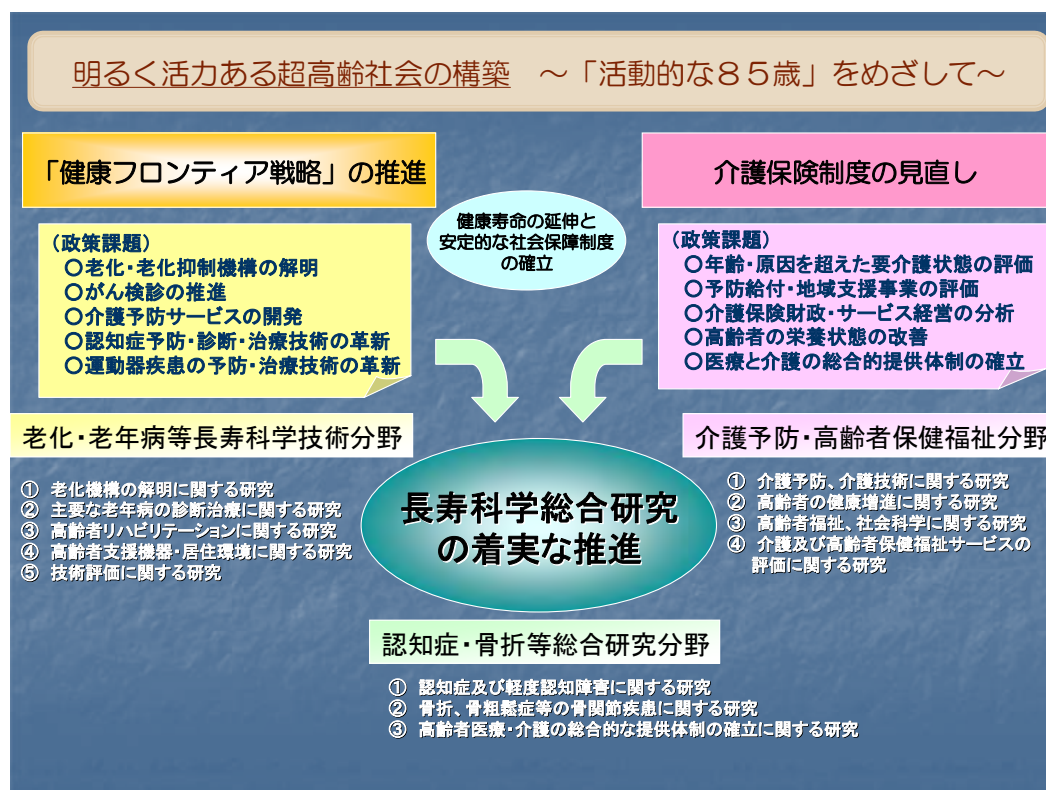 明るく活力ある超高齢社会の構築　～「活動的な８５歳」をめざして～
「健康フロンティア戦略」の推進
（政策課題）
○老化・老化抑制機構の解明
○がん検診の推進
○介護予防サービスの開発
○認知症予防・診断・治療技術の革新
○運動器疾患の予防・治療技術の革新
健康寿命の延伸と
安定的な社会保障制度
の確立
介護保険制度の見直し
（政策課題）
○年齢・原因を超えた要介護状態の評価
○予防給付・地域支援事業の評価
○介護保険財政・サービス経営の分析
○高齢者の栄養状態の改善
○医療と介護の総合的提供体制の確立
老化・老年病等長寿科学技術分野
① 老化機構の解明に関する研究
② 主要な老年病の診断治療に関する研究
③ 高齢者リハビリテーションに関する研究
④ 高齢者支援機器・居住環境に関する研究
⑤ 技術評価に関する研究
長寿科学総合研究
の着実な推進
介護予防・高齢者保健福祉分野
① 介護予防、介護技術に関する研究
② 高齢者の健康増進に関する研究
③ 高齢者福祉、社会科学に関する研究
④ 介護及び高齢者保健福祉サービスの
評価に関する研究
認知症・骨折等総合研究分野
① 認知症及び軽度認知障害に関する研究
② 骨折、骨粗鬆症等の骨関節疾患に関する研究
③ 高齢者医療・介護の総合的な提供体制の確立に関する研究